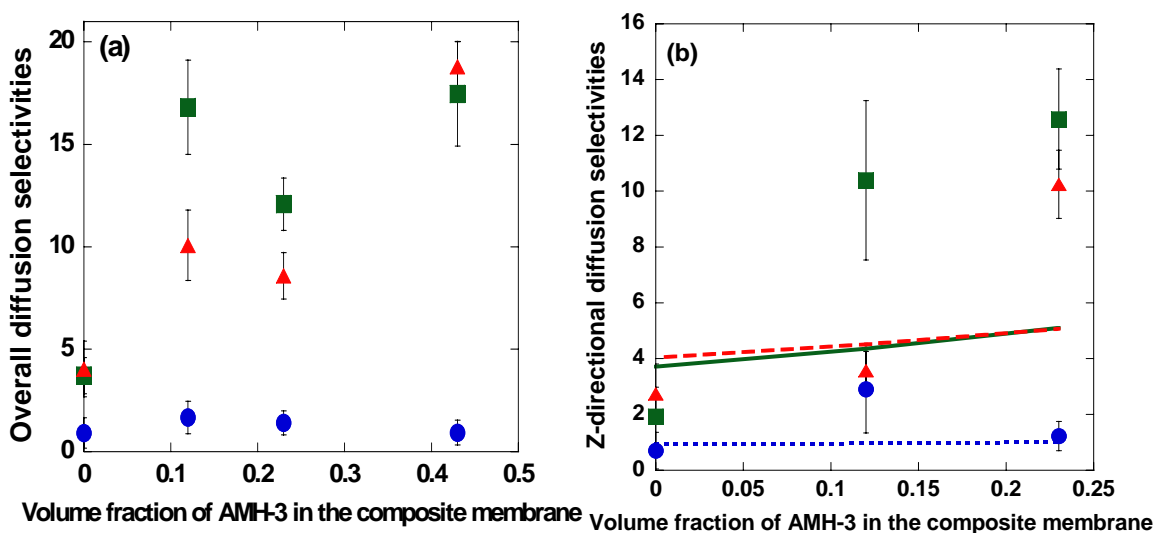 (a)
Overall diffusion selectivities
20
15
10
5
0
0 0.1 0.2 0.3 0.4 0.5
Volume fraction of AMH-3 in the composite membrane
(b)
Z-directional diffusion selectivities
16
14
12
10
8
6
4
2
0
0 0.05 0.1 0.15 0.2 0.25
Volume fraction of AMH-3 in the composite membrane